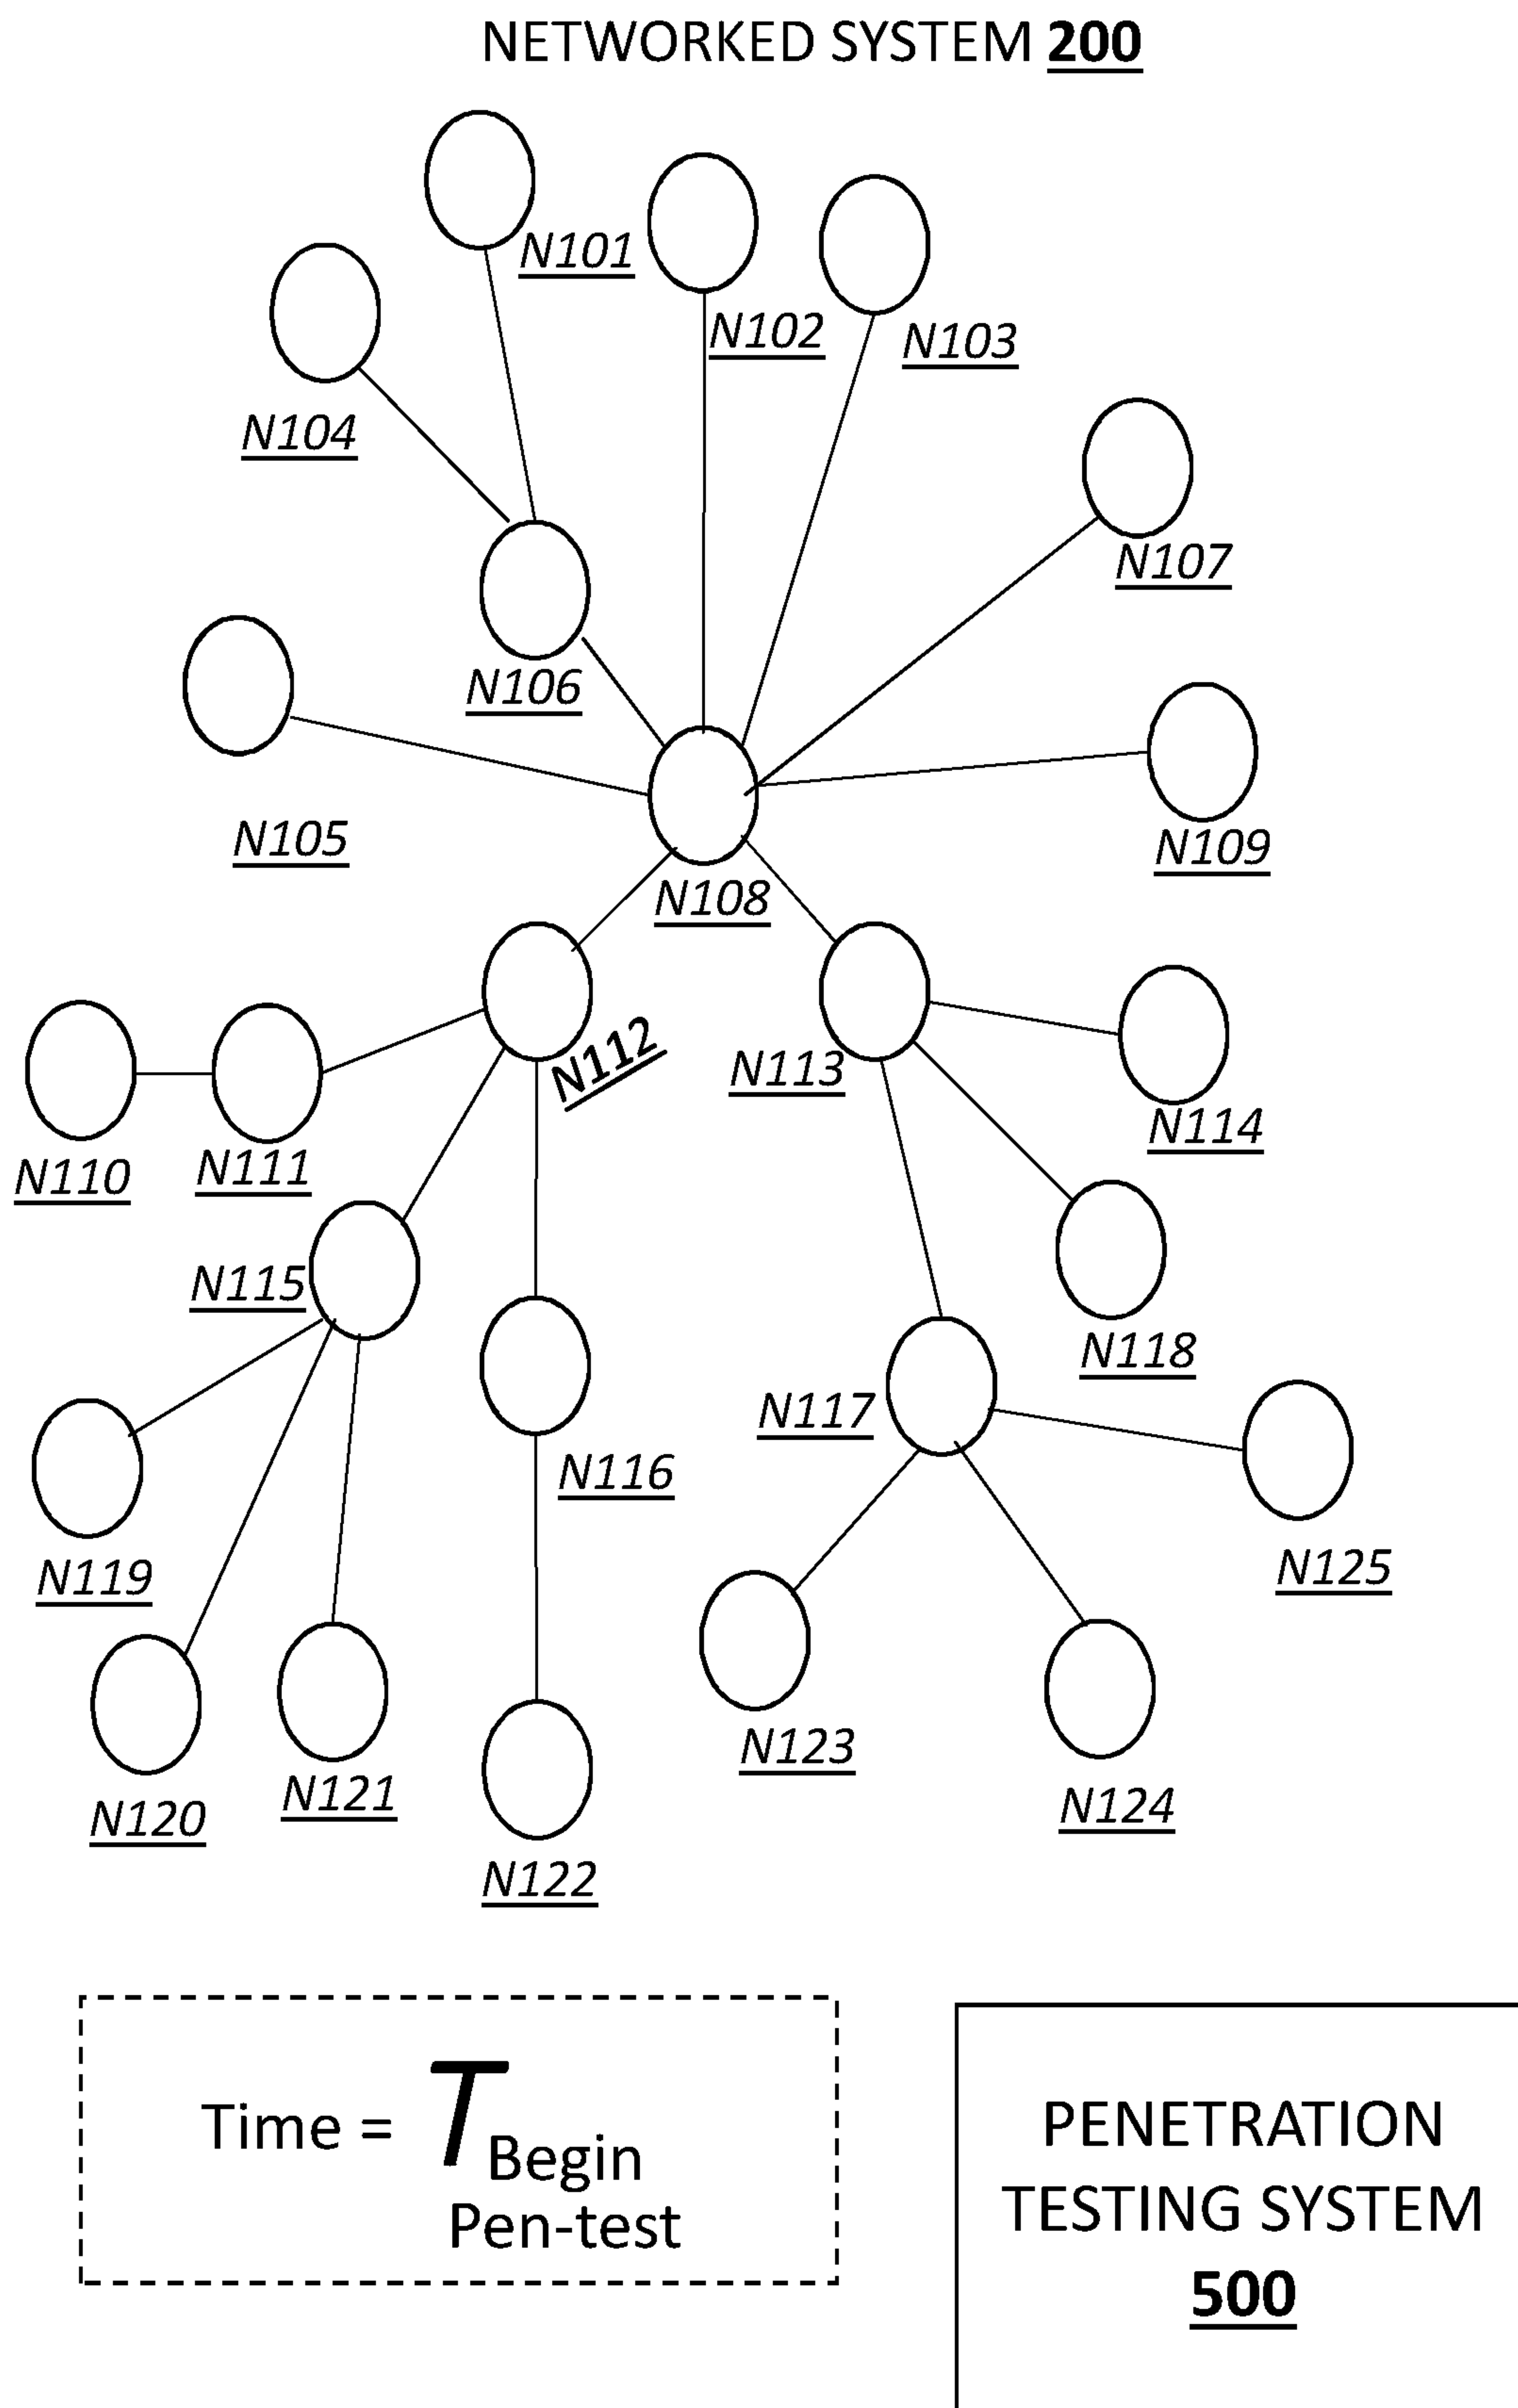 NETWORKED SYSTEM 200
N101
N102
N103
N104
N107
N106
N105
N109
N108
N112
N113
N114
N110
N111
N115
N118
N117
N116
N119
N125
N123
N121
N124
N120
N122
Time = T Begin
Pen-test
PENETRATION
TESTING SYSTEM
500